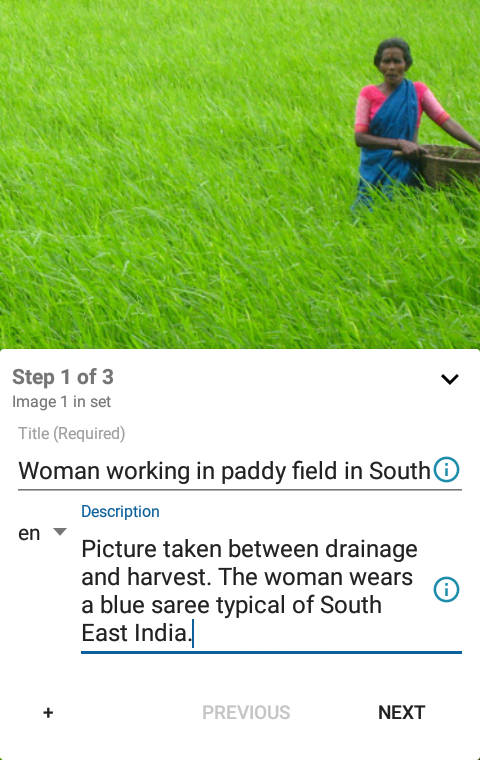 Step 1 of 3
Image 1 in set
Title (Required)
Woman working in paddy field in South
en
Description
Picture taken between drainage
and harvest. The woman wears
a blue saree typical of South
East India.
+
PREVIOUS
NEXT